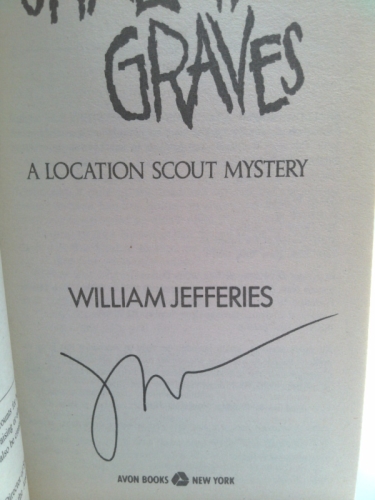 GRAVES
A LOCATION SCOUT MYSTERY
WILLIAM JEFFERIES
AVON BOOKS NEW YORK